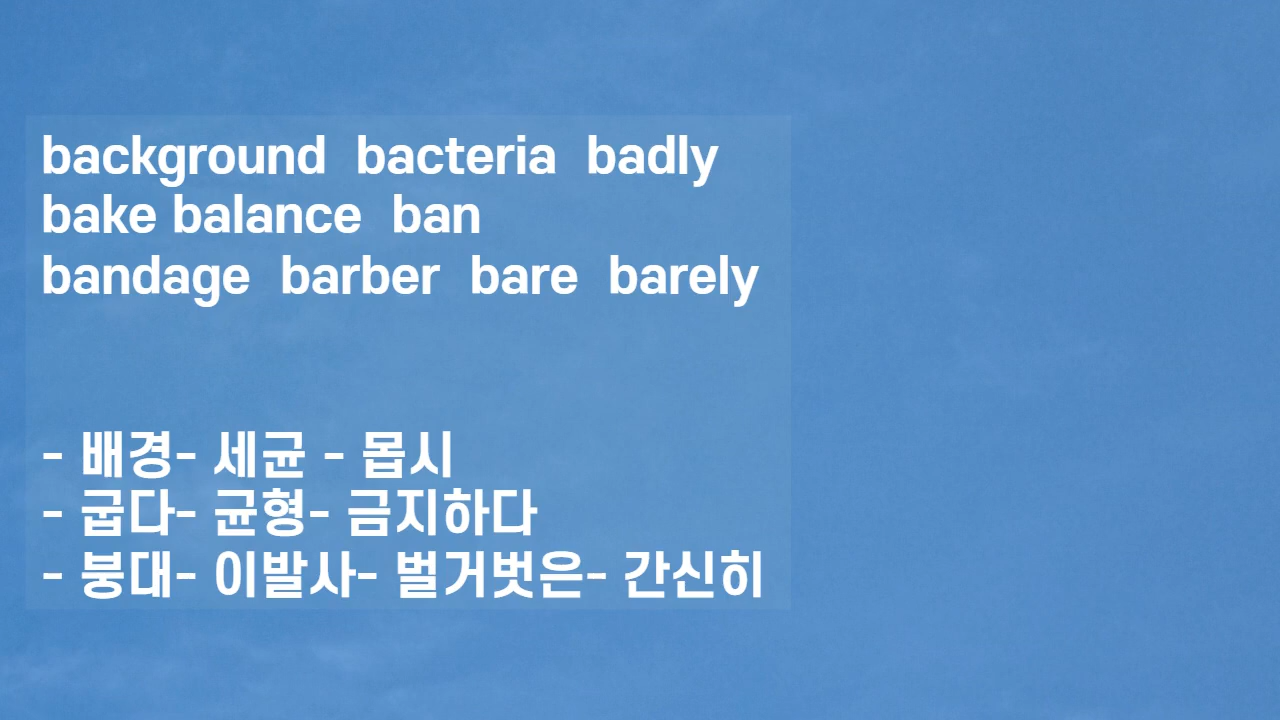 background bacteria badly
bake balance ban
bandage barber bare barely
- 배경- 세균 - 몹시
- 굽다- 균형- 금지하다
- 붕대- 이발사- 벌거벗은- 간신히